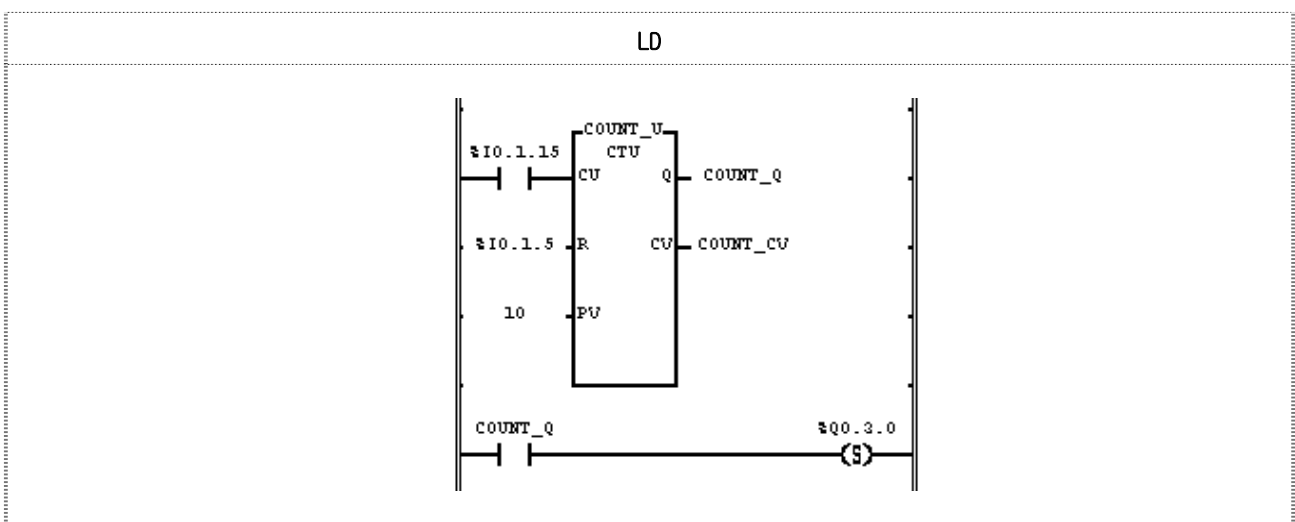 LD
COUNT_U
%I0.1.15 CTU
CU Q COUNT_Q
%I0.1.5 R CV COUNT_CV
10 PV
COUNT_Q %Q0.3.0
(S)